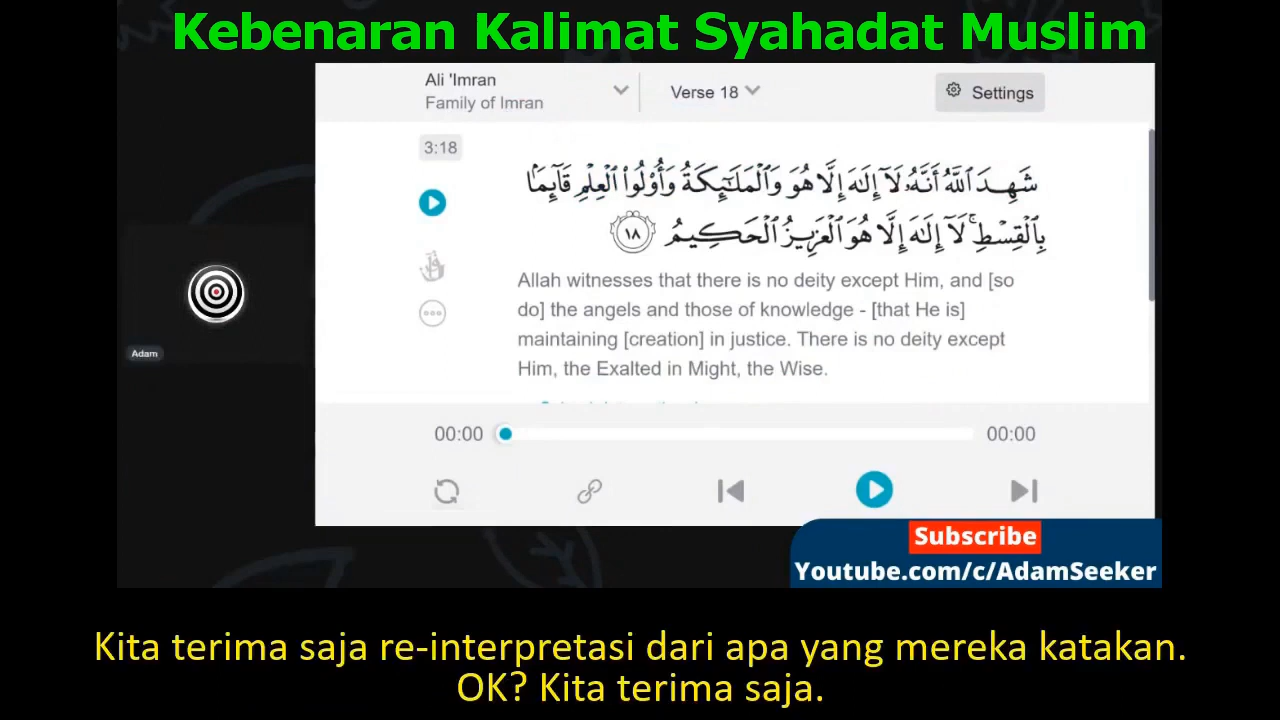 Kebenaran Kalimat Syahadat Muslim
Ali 'Imran
Family of Imran
Verse 18
Settings
3:18
شَهِدَ ٱللَّهُ أَنَّهُۥ لَآ إِلَـٰهَ إِلَّا هُوَ وَٱلْمَلَـٰٓئِكَةُ وَأُو۟لُوا۟ ٱلْعِلْمِ قَآئِمَۢا
بِٱلْقِسْطِ ۚ لَآ إِلَـٰهَ إِلَّا هُوَ ٱلْعَزِيزُ ٱلْحَكِيمُ ١٨
Allah witnesses that there is no deity except Him, and [so
do] the angels and those of knowledge - [that He is]
maintaining [creation] in justice. There is no deity except
Him, the Exalted in Might, the Wise.
Adam
00:00
00:00
Subscribe
Youtube.com/c/AdamSeeker
Kita terima saja re-interpretasi dari apa yang mereka katakan.
OK? Kita terima saja.